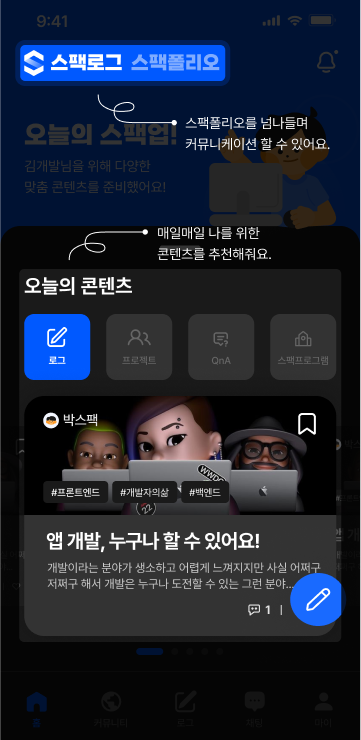 9:41
스팩로그 스팩폴리오
스팩폴리오를 넘나들며
커뮤니케이션 할 수 있어요.
오늘의 스팩업!
김개발님을 위해 다양한
맞춤 콘텐츠를 준비했어요!
매일매일 나를 위한
콘텐츠를 추천해줘요.
오늘의 콘텐츠
로그 프로젝트 QnA 스팩프로그램
박스팩
WWDC
#프론트엔드 #개발자의삶 #백엔드
22
앱 개발, 누구나 할 수 있어요!
개발이라는 분야가 생소하고 어렵게 느껴지지만 사실 어쩌구
저쩌구 해서 개발은 누구나 도전할 수 있는 그런 분야...
1 |
홈 커뮤니티 로그 채팅 마이